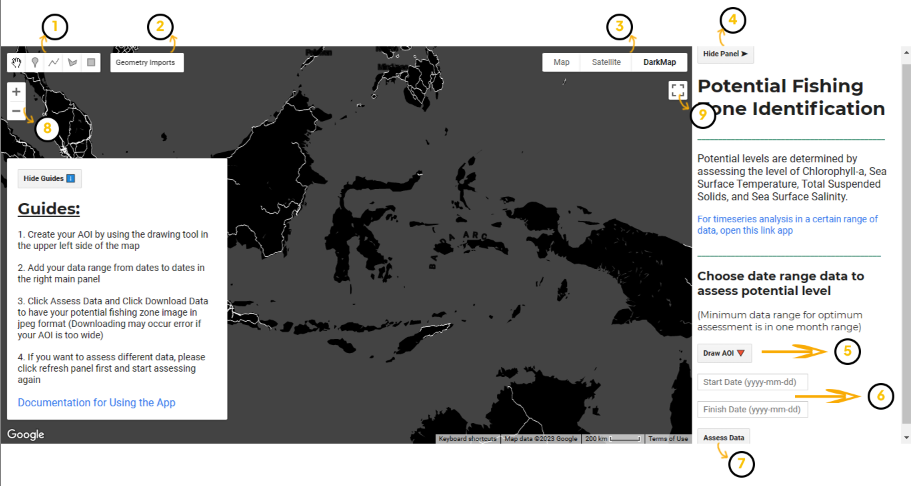 1
2
3
4
Geometry Imports
Map
Satellite
DarkMap
Hide Panel ➤
+
−
8
9
Potential Fishing
Zone Identification
Potential levels are determined by
assessing the level of Chlorophyll-a, Sea
Surface Temperature, Total Suspended
Solids, and Sea Surface Salinity.
For timeseries analysis in a certain range of
data, open this link app
Choose date range data to
assess potential level
(Minimum data range for optimum
assessment is in one month range)
Draw AOI 🔻
5
Start Date (yyyy-mm-dd)
6
Finish Date (yyyy-mm-dd)
Assess Data
7
Hide Guides ℹ
Guides:
1. Create your AOI by using the drawing tool in
the upper left side of the map
2. Add your data range from dates to dates in
the right main panel
3. Click Assess Data and Click Download Data
to have your potential fishing zone image in
jpeg format (Downloading may occur error if
your AOI is too wide)
4. If you want to assess different data, please
click refresh panel first and start assessing
again
Documentation for Using the App
Google
Keyboard shortcuts
Map data ©2023 Google
200 km
Terms of Use